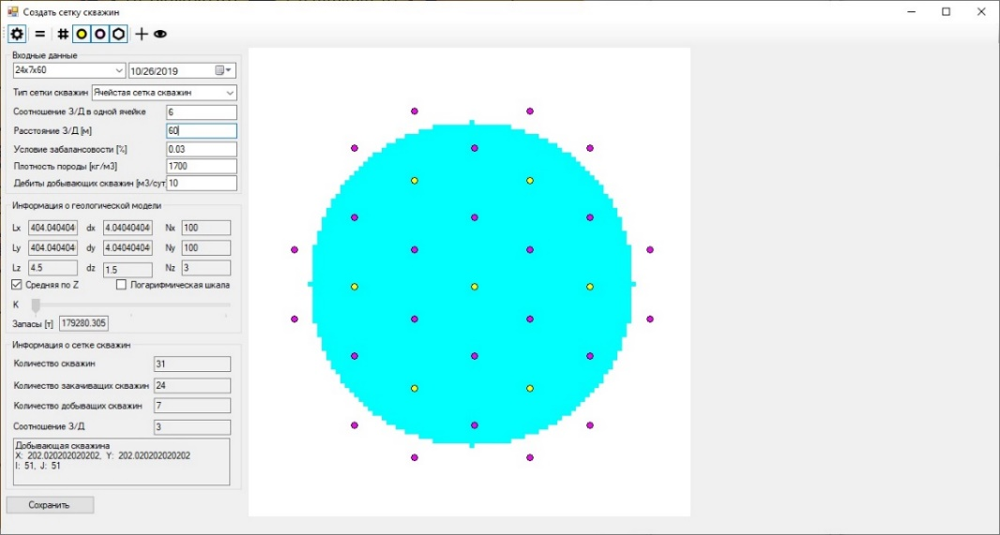 Создать сетку скважин
Входные данные
24x7x60 10/26/2019
Тип сетки скважин Ячейстая сетка скважин
Соотношение З/Д в одной ячейке 6
Расстояние З/Д [м] 60
Условие забалансовости [%] 0.03
Плотность породы [кг/м3] 1700
Дебиты добывающих скважин [м3/сут 10
Информация о геологической модели
Lx 404.040404 dx 4.04040404 Nx 100
Ly 404.040404 dy 4.04040404 Ny 100
Lz 4.5 dz 1.5 Nz 3
Средняя по Z Логарифмическая шкала
К
Запасы [т] 179280.305
Информация о сетке скважин
Количество скважин 31
Количество закачиващих скважин 24
Количество добыващих скважин 7
Соотношение З/Д 3
Добывающая скважина
X: 202.020202020202, Y: 202.020202020202
I: 51, J: 51
Сохранить